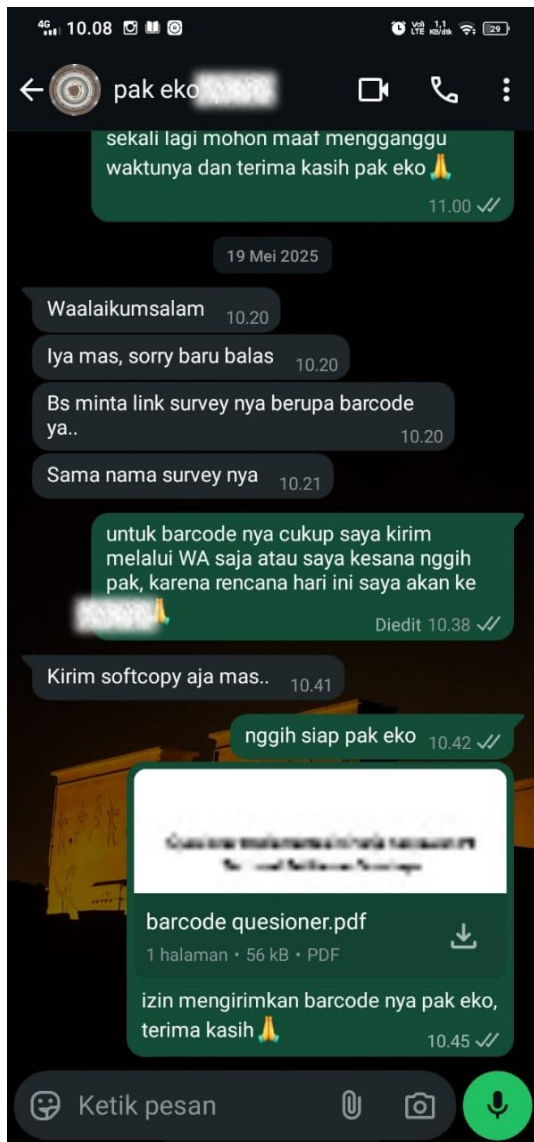 4G 10.08 Vo) LTE 1,1 KB/dtk 29
pak eko
sekali lagi mohon maaf mengganggu
waktunya dan terima kasih pak eko🙏
11.00
19 Mei 2025
Waalaikumsalam 10.20
Iya mas, sorry baru balas 10.20
Bs minta link survey nya berupa barcode
ya.. 10.20
Sama nama survey nya 10.21
untuk barcode nya cukup saya kirim
melalui WA saja atau saya kesana nggih
pak, karena rencana hari ini saya akan ke
🙏
Diedit 10.38
Kirim softcopy aja mas.. 10.41
nggih siap pak eko 10.42
barcode quesioner.pdf
1 halaman • 56 kB • PDF
izin mengirimkan barcode nya pak eko,
terima kasih🙏 10.45
Ketik pesan